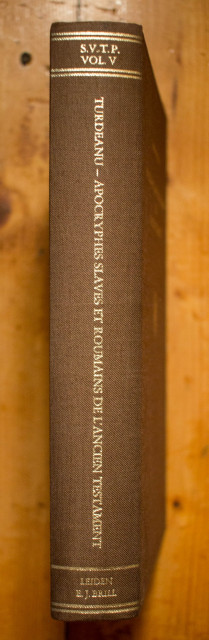 S.V.T.P.
VOL. V
TURDEANU – APOCRYPHES SLAVES ET ROUMAINS DE L'ANCIEN TESTAMENT
LEIDEN
E. J. BRILL